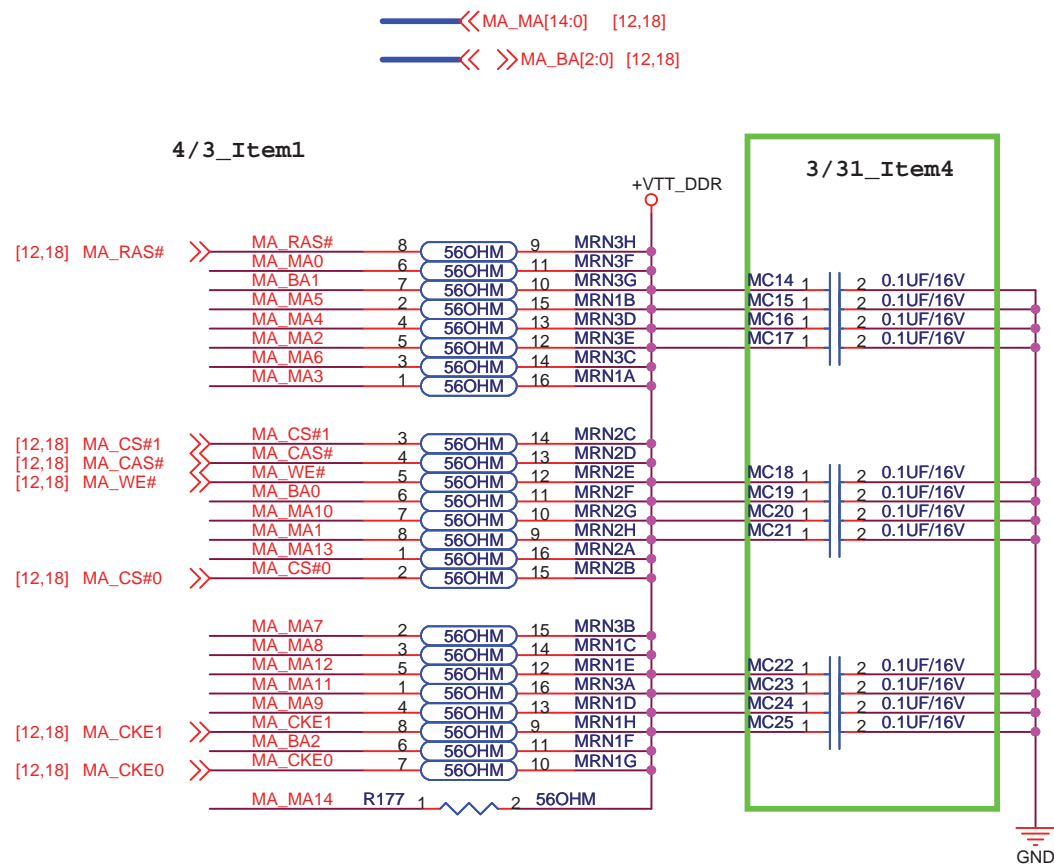 MA_MA[14:0] [12,18]
MA_BA[2:0] [12,18]
4/3_Item1
3/31_Item4
+VTT_DDR
[12,18] MA_RAS# MA_RAS# 8 56OHM 9 MRN3H
MA_MA0 6 56OHM 11 MRN3F
MA_BA1 7 56OHM 10 MRN3G MC14 1 2 0.1UF/16V
MA_MA5 2 56OHM 15 MRN1B MC15 1 2 0.1UF/16V
MA_MA4 4 56OHM 13 MRN3D MC16 1 2 0.1UF/16V
MA_MA2 5 56OHM 12 MRN3E MC17 1 2 0.1UF/16V
MA_MA6 3 56OHM 14 MRN3C
MA_MA3 1 56OHM 16 MRN1A
[12,18] MA_CS#1 MA_CS#1 3 56OHM 14 MRN2C
[12,18] MA_CAS# MA_CAS# 4 56OHM 13 MRN2D
[12,18] MA_WE# MA_WE# 5 56OHM 12 MRN2E MC18 1 2 0.1UF/16V
MA_BA0 6 56OHM 11 MRN2F MC19 1 2 0.1UF/16V
MA_MA10 7 56OHM 10 MRN2G MC20 1 2 0.1UF/16V
MA_MA1 8 56OHM 9 MRN2H MC21 1 2 0.1UF/16V
MA_MA13 1 56OHM 16 MRN2A
[12,18] MA_CS#0 MA_CS#0 2 56OHM 15 MRN2B
MA_MA7 2 56OHM 15 MRN3B
MA_MA8 3 56OHM 14 MRN1C
MA_MA12 5 56OHM 12 MRN1E MC22 1 2 0.1UF/16V
MA_MA11 1 56OHM 16 MRN3A MC23 1 2 0.1UF/16V
MA_MA9 4 56OHM 13 MRN1D MC24 1 2 0.1UF/16V
[12,18] MA_CKE1 MA_CKE1 8 56OHM 9 MRN1H MC25 1 2 0.1UF/16V
MA_BA2 6 56OHM 11 MRN1F
[12,18] MA_CKE0 MA_CKE0 7 56OHM 10 MRN1G
MA_MA14 R177 1 2 56OHM
GND